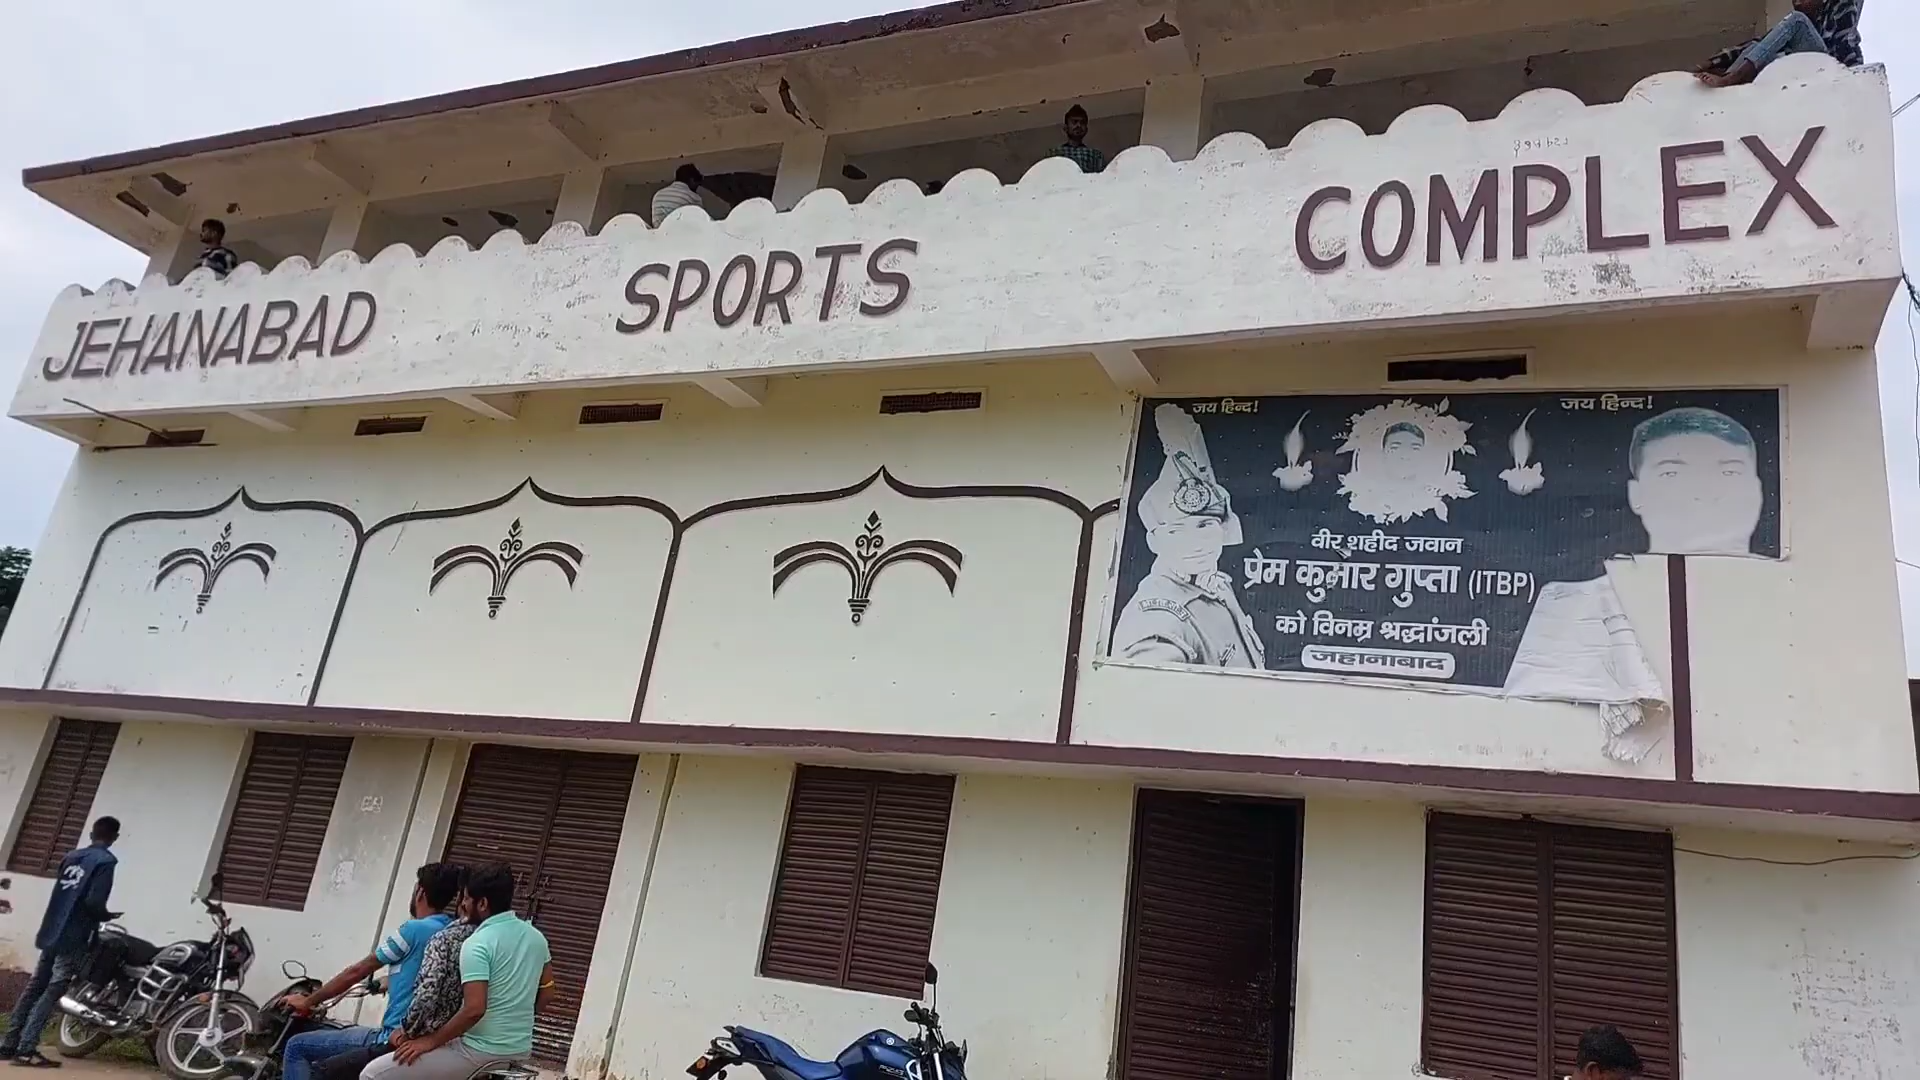 JEHANABAD SPORTS COMPLEX
जय हिन्द! जय हिन्द!
वीर शहीद जवान
प्रेम कुमार गुप्ता (ITBP)
को विनम्र श्रद्धांजली
जहानाबाद